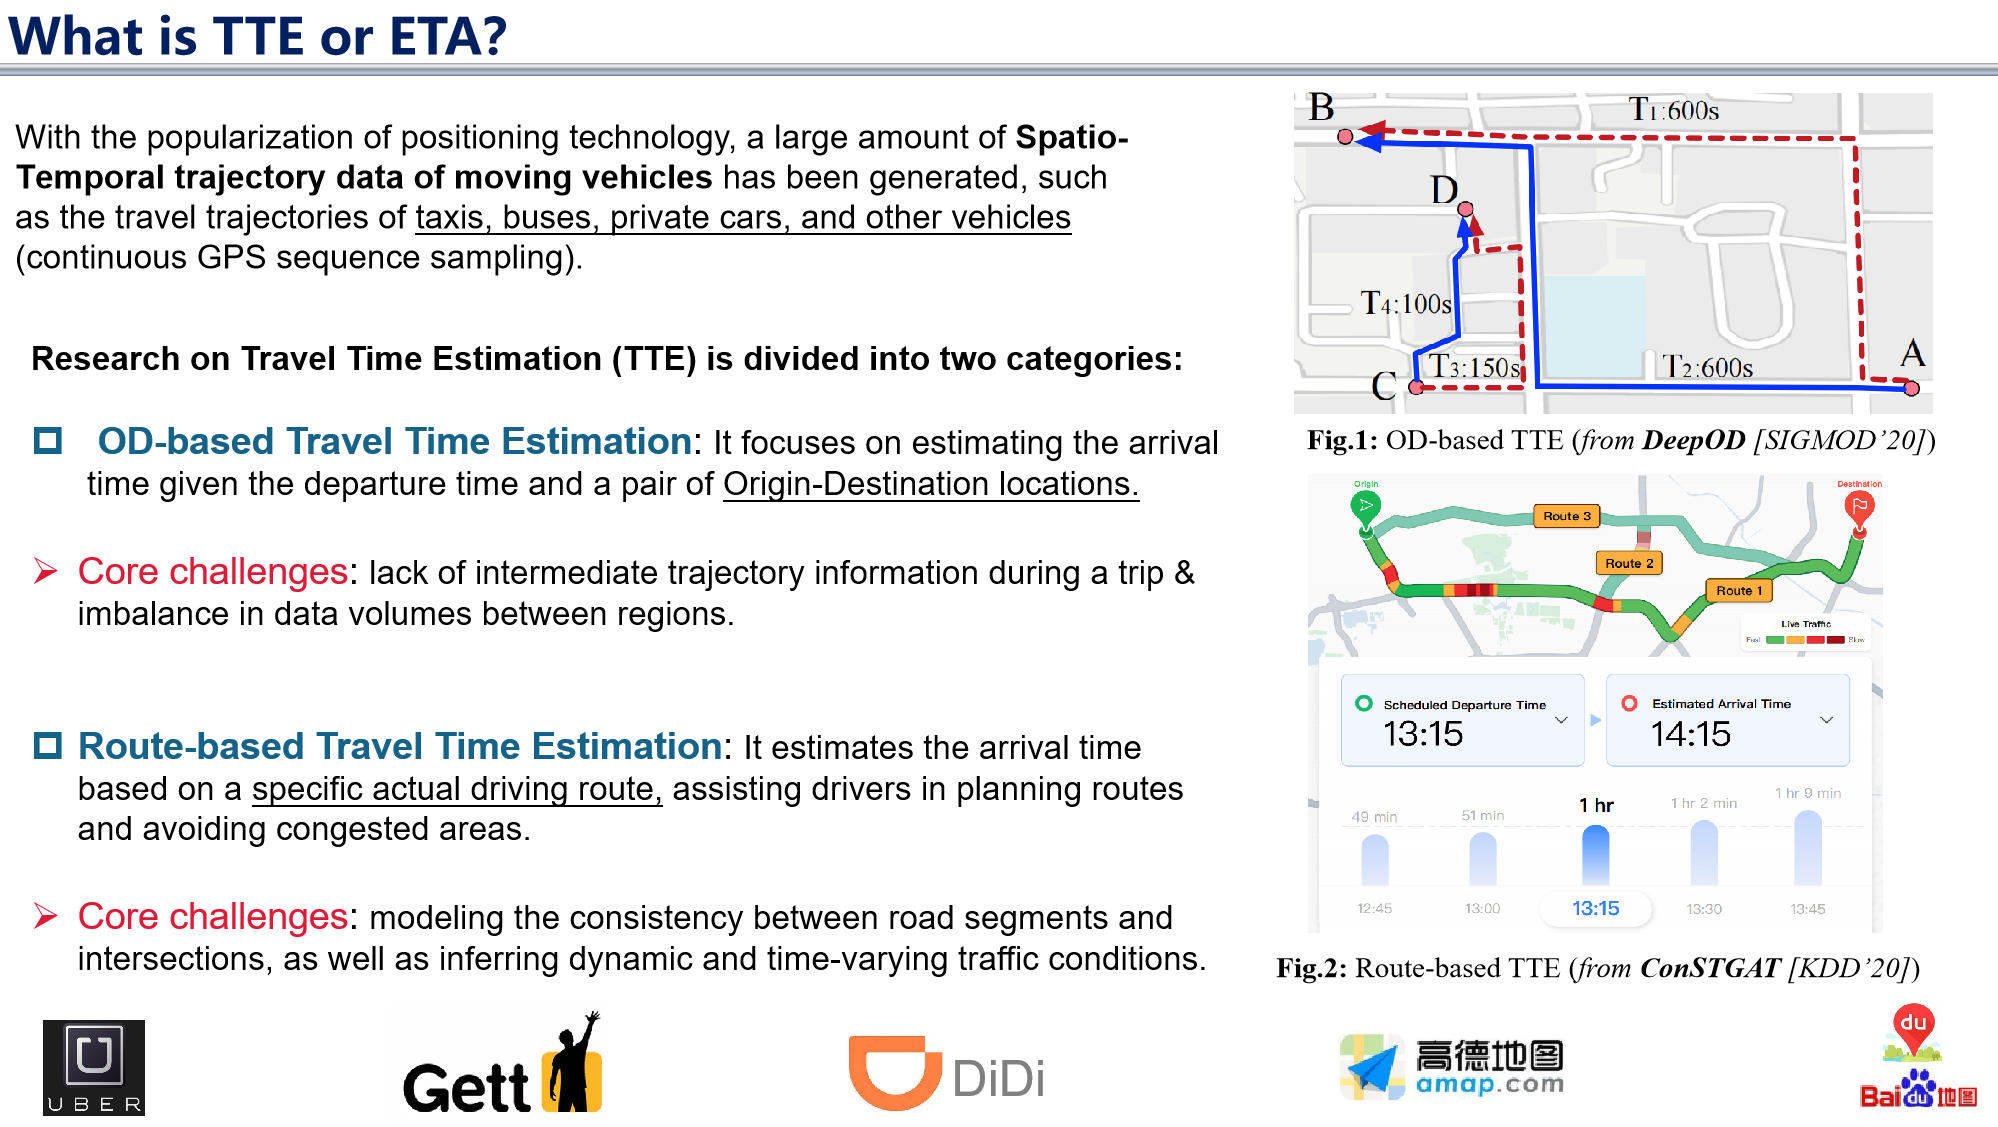 What is TTE or ETA?
With the popularization of positioning technology, a large amount of Spatio-
Temporal trajectory data of moving vehicles has been generated, such
as the travel trajectories of taxis, buses, private cars, and other vehicles
(continuous GPS sequence sampling).
Research on Travel Time Estimation (TTE) is divided into two categories:
OD-based Travel Time Estimation: It focuses on estimating the arrival
time given the departure time and a pair of Origin-Destination locations.
Core challenges: lack of intermediate trajectory information during a trip &
imbalance in data volumes between regions.
Route-based Travel Time Estimation: It estimates the arrival time
based on a specific actual driving route, assisting drivers in planning routes
and avoiding congested areas.
Core challenges: modeling the consistency between road segments and
intersections, as well as inferring dynamic and time-varying traffic conditions.
B
T1:600s
D
T4:100s
T3:150s
T2:600s
A
C
Fig.1: OD-based TTE (from DeepOD [SIGMOD’20])
Origin
Destination
Route 3
Route 2
Route 1
Live Traffic
Fast
Slow
Scheduled Departure Time
13:15
Estimated Arrival Time
14:15
49 min
51 min
1 hr
1 hr 2 min
1 hr 9 min
12:45
13:00
13:15
13:30
13:45
Fig.2: Route-based TTE (from ConSTGAT [KDD’20])
UBER
Gett
DiDi
高德地图
amap.com
du
Bai du 地图